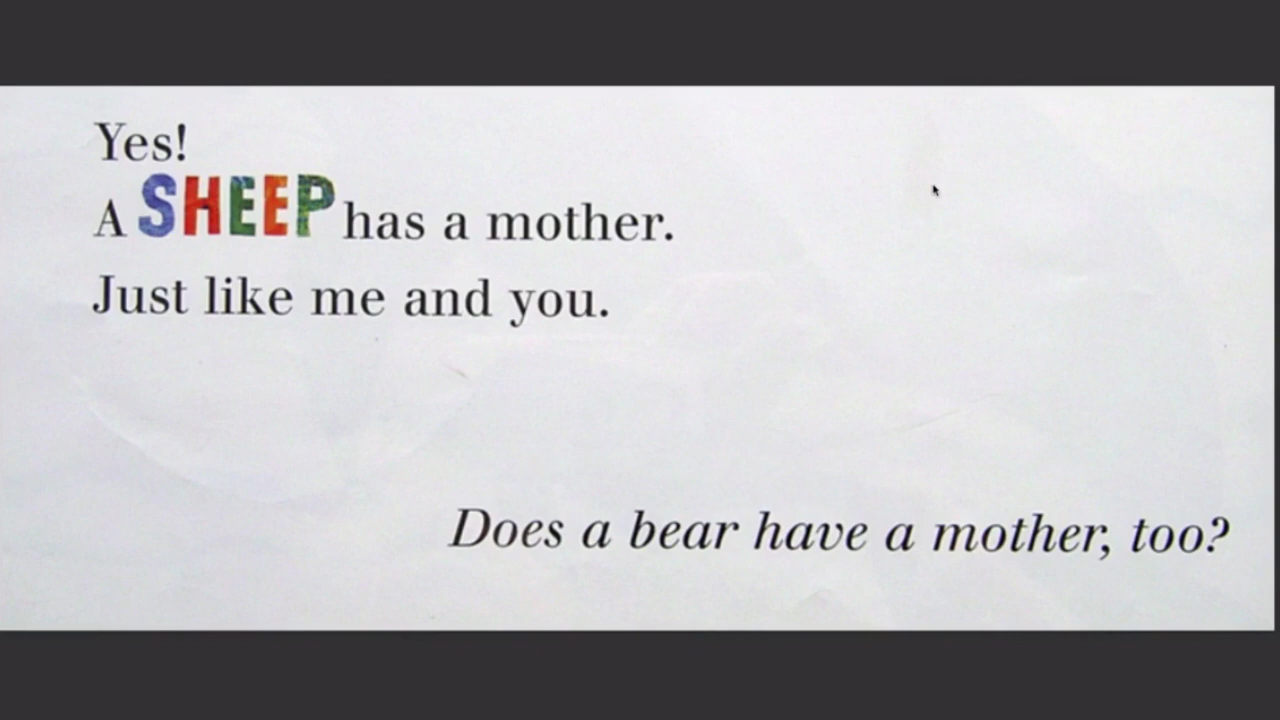 Yes!
A SHEEP has a mother.
Just like me and you.
Does a bear have a mother, too?